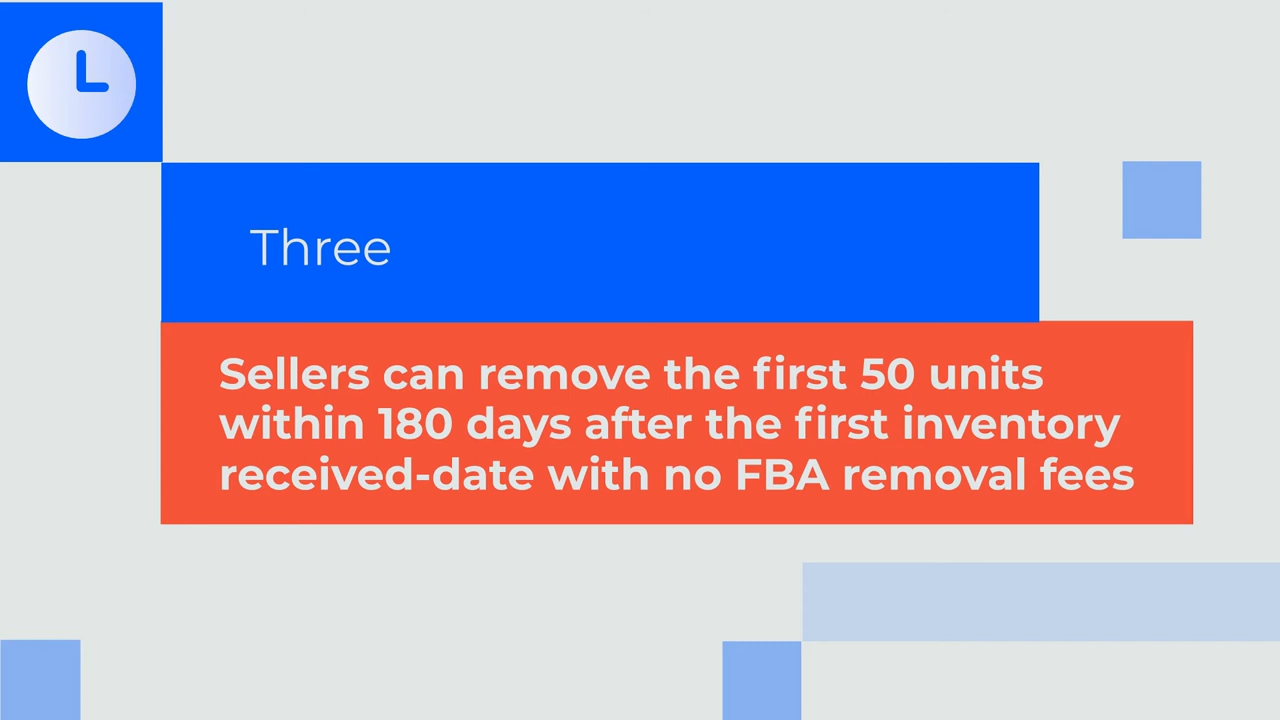 Three
Sellers can remove the first 50 units
within 180 days after the first inventory
received-date with no FBA removal fees